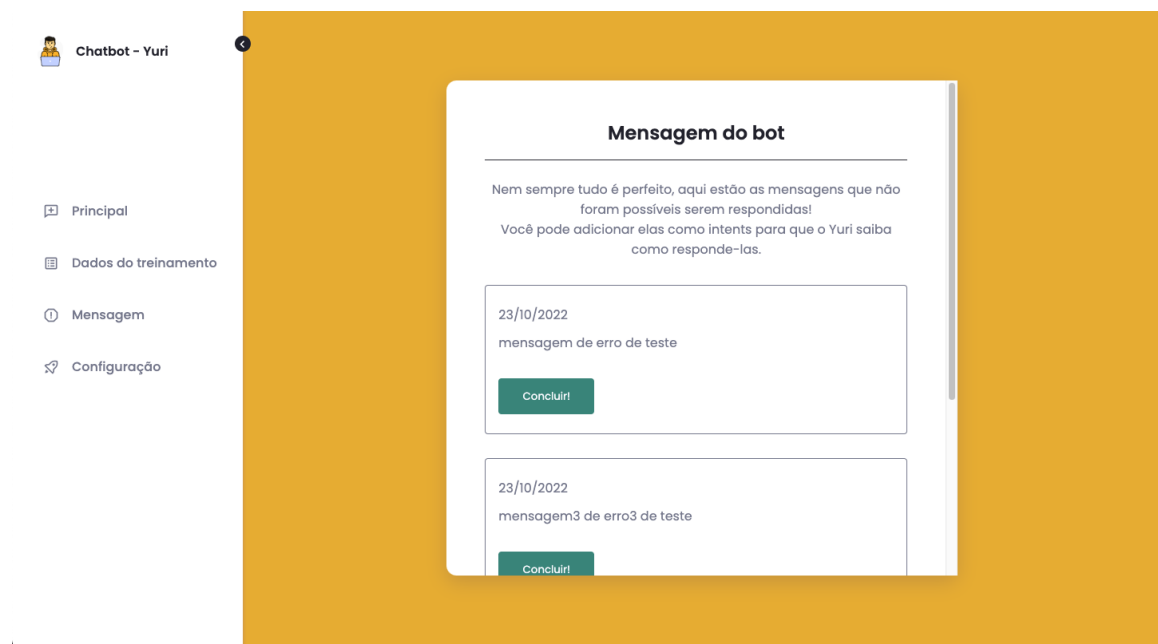 Chatbot - Yuri
Principal
Dados do treinamento
Mensagem
Configuração
Mensagem do bot
Nem sempre tudo é perfeito, aqui estão as mensagens que não
foram possíveis serem respondidas!
Você pode adicionar elas como intents para que o Yuri saiba
como responde-las.
23/10/2022
mensagem de erro de teste
Concluir!
23/10/2022
mensagem3 de erro3 de teste
Concluir!